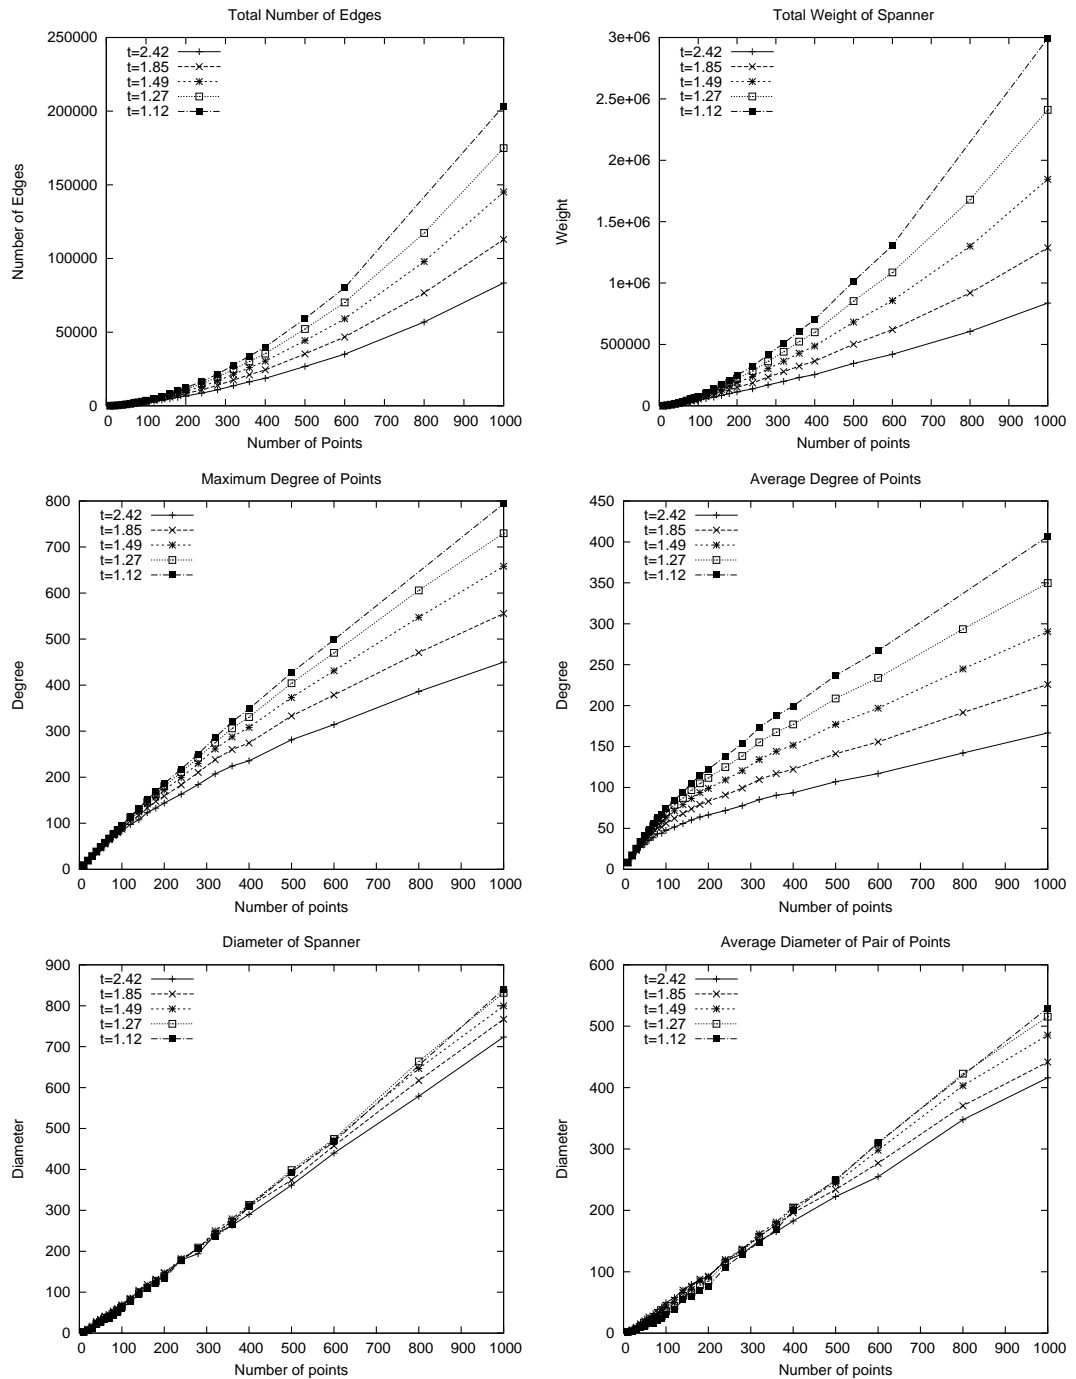 Total Number of Edges
250000
200000
150000
100000
50000
0
Number of Edges
t=2.42
t=1.85
t=1.49
t=1.27
t=1.12
0 100 200 300 400 500 600 700 800 900 1000
Number of Points
Total Weight of Spanner
3e+06
2.5e+06
2e+06
1.5e+06
1e+06
500000
0
Weight
t=2.42
t=1.85
t=1.49
t=1.27
t=1.12
0 100 200 300 400 500 600 700 800 900 1000
Number of points
Maximum Degree of Points
800
700
600
500
400
300
200
100
0
Degree
t=2.42
t=1.85
t=1.49
t=1.27
t=1.12
0 100 200 300 400 500 600 700 800 900 1000
Number of points
Average Degree of Points
450
400
350
300
250
200
150
100
50
0
Degree
t=2.42
t=1.85
t=1.49
t=1.27
t=1.12
0 100 200 300 400 500 600 700 800 900 1000
Number of points
Diameter of Spanner
900
800
700
600
500
400
300
200
100
0
Diameter
t=2.42
t=1.85
t=1.49
t=1.27
t=1.12
0 100 200 300 400 500 600 700 800 900 1000
Number of points
Average Diameter of Pair of Points
600
500
400
300
200
100
0
Diameter
t=2.42
t=1.85
t=1.49
t=1.27
t=1.12
0 100 200 300 400 500 600 700 800 900 1000
Number of points